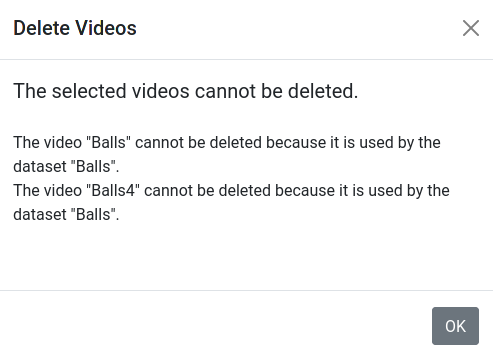 Delete Videos
The selected videos cannot be deleted.
The video "Balls" cannot be deleted because it is used by the
dataset "Balls".
The video "Balls4" cannot be deleted because it is used by the
dataset "Balls".
OK